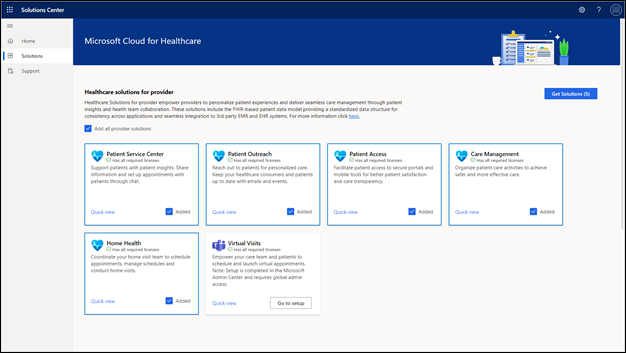 Solutions Center
?
Home
Solutions
Support
Microsoft Cloud for Healthcare
Healthcare solutions for provider
Get Solutions (5)
Healthcare Solutions for provider empower providers to personalize patient experiences and deliver seamless care management through patient
insights and health team collaboration. These solutions include the FHIR-based patient data model providing a standardized data structure for
consistency across applications and seamless integration to 3rd party EMR and EHR systems. For more information click here.
Add all provider solutions
Patient Service Center
Has all required licenses
Support patients with patient insights. Share
information and set up appointments with
patients through chat.
Quick view
Added
Patient Outreach
Has all required licenses
Reach out to patients for personalized care.
Keep your healthcare consumers and patients
up to date with emails and events.
Quick view
Added
Patient Access
Has all required licenses
Facilitate patient access to secure portals and
mobile tools for better patient satisfaction
and care transparency.
Quick view
Added
Care Management
Has all required licenses
Organize patient care activities to achieve
safer and more effective care.
Quick view
Added
Home Health
Has all required licenses
Coordinate your home visit team to schedule
appointments, manage schedules and
conduct home visits.
Quick view
Added
Virtual Visits
Has all required licenses
Empower your care team and patients to
schedule and launch virtual appointments.
Note: Setup is completed in the Microsoft
Admin Center and requires global admin
access.
Quick view
Go to setup